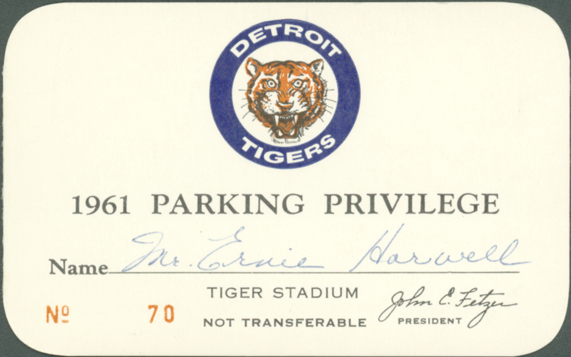 DETROIT
TIGERS
1961 PARKING PRIVILEGE
Name Mr. Ernie Harwell
TIGER STADIUM
John E. Fetzer
Nº 70
NOT TRANSFERABLE
PRESIDENT